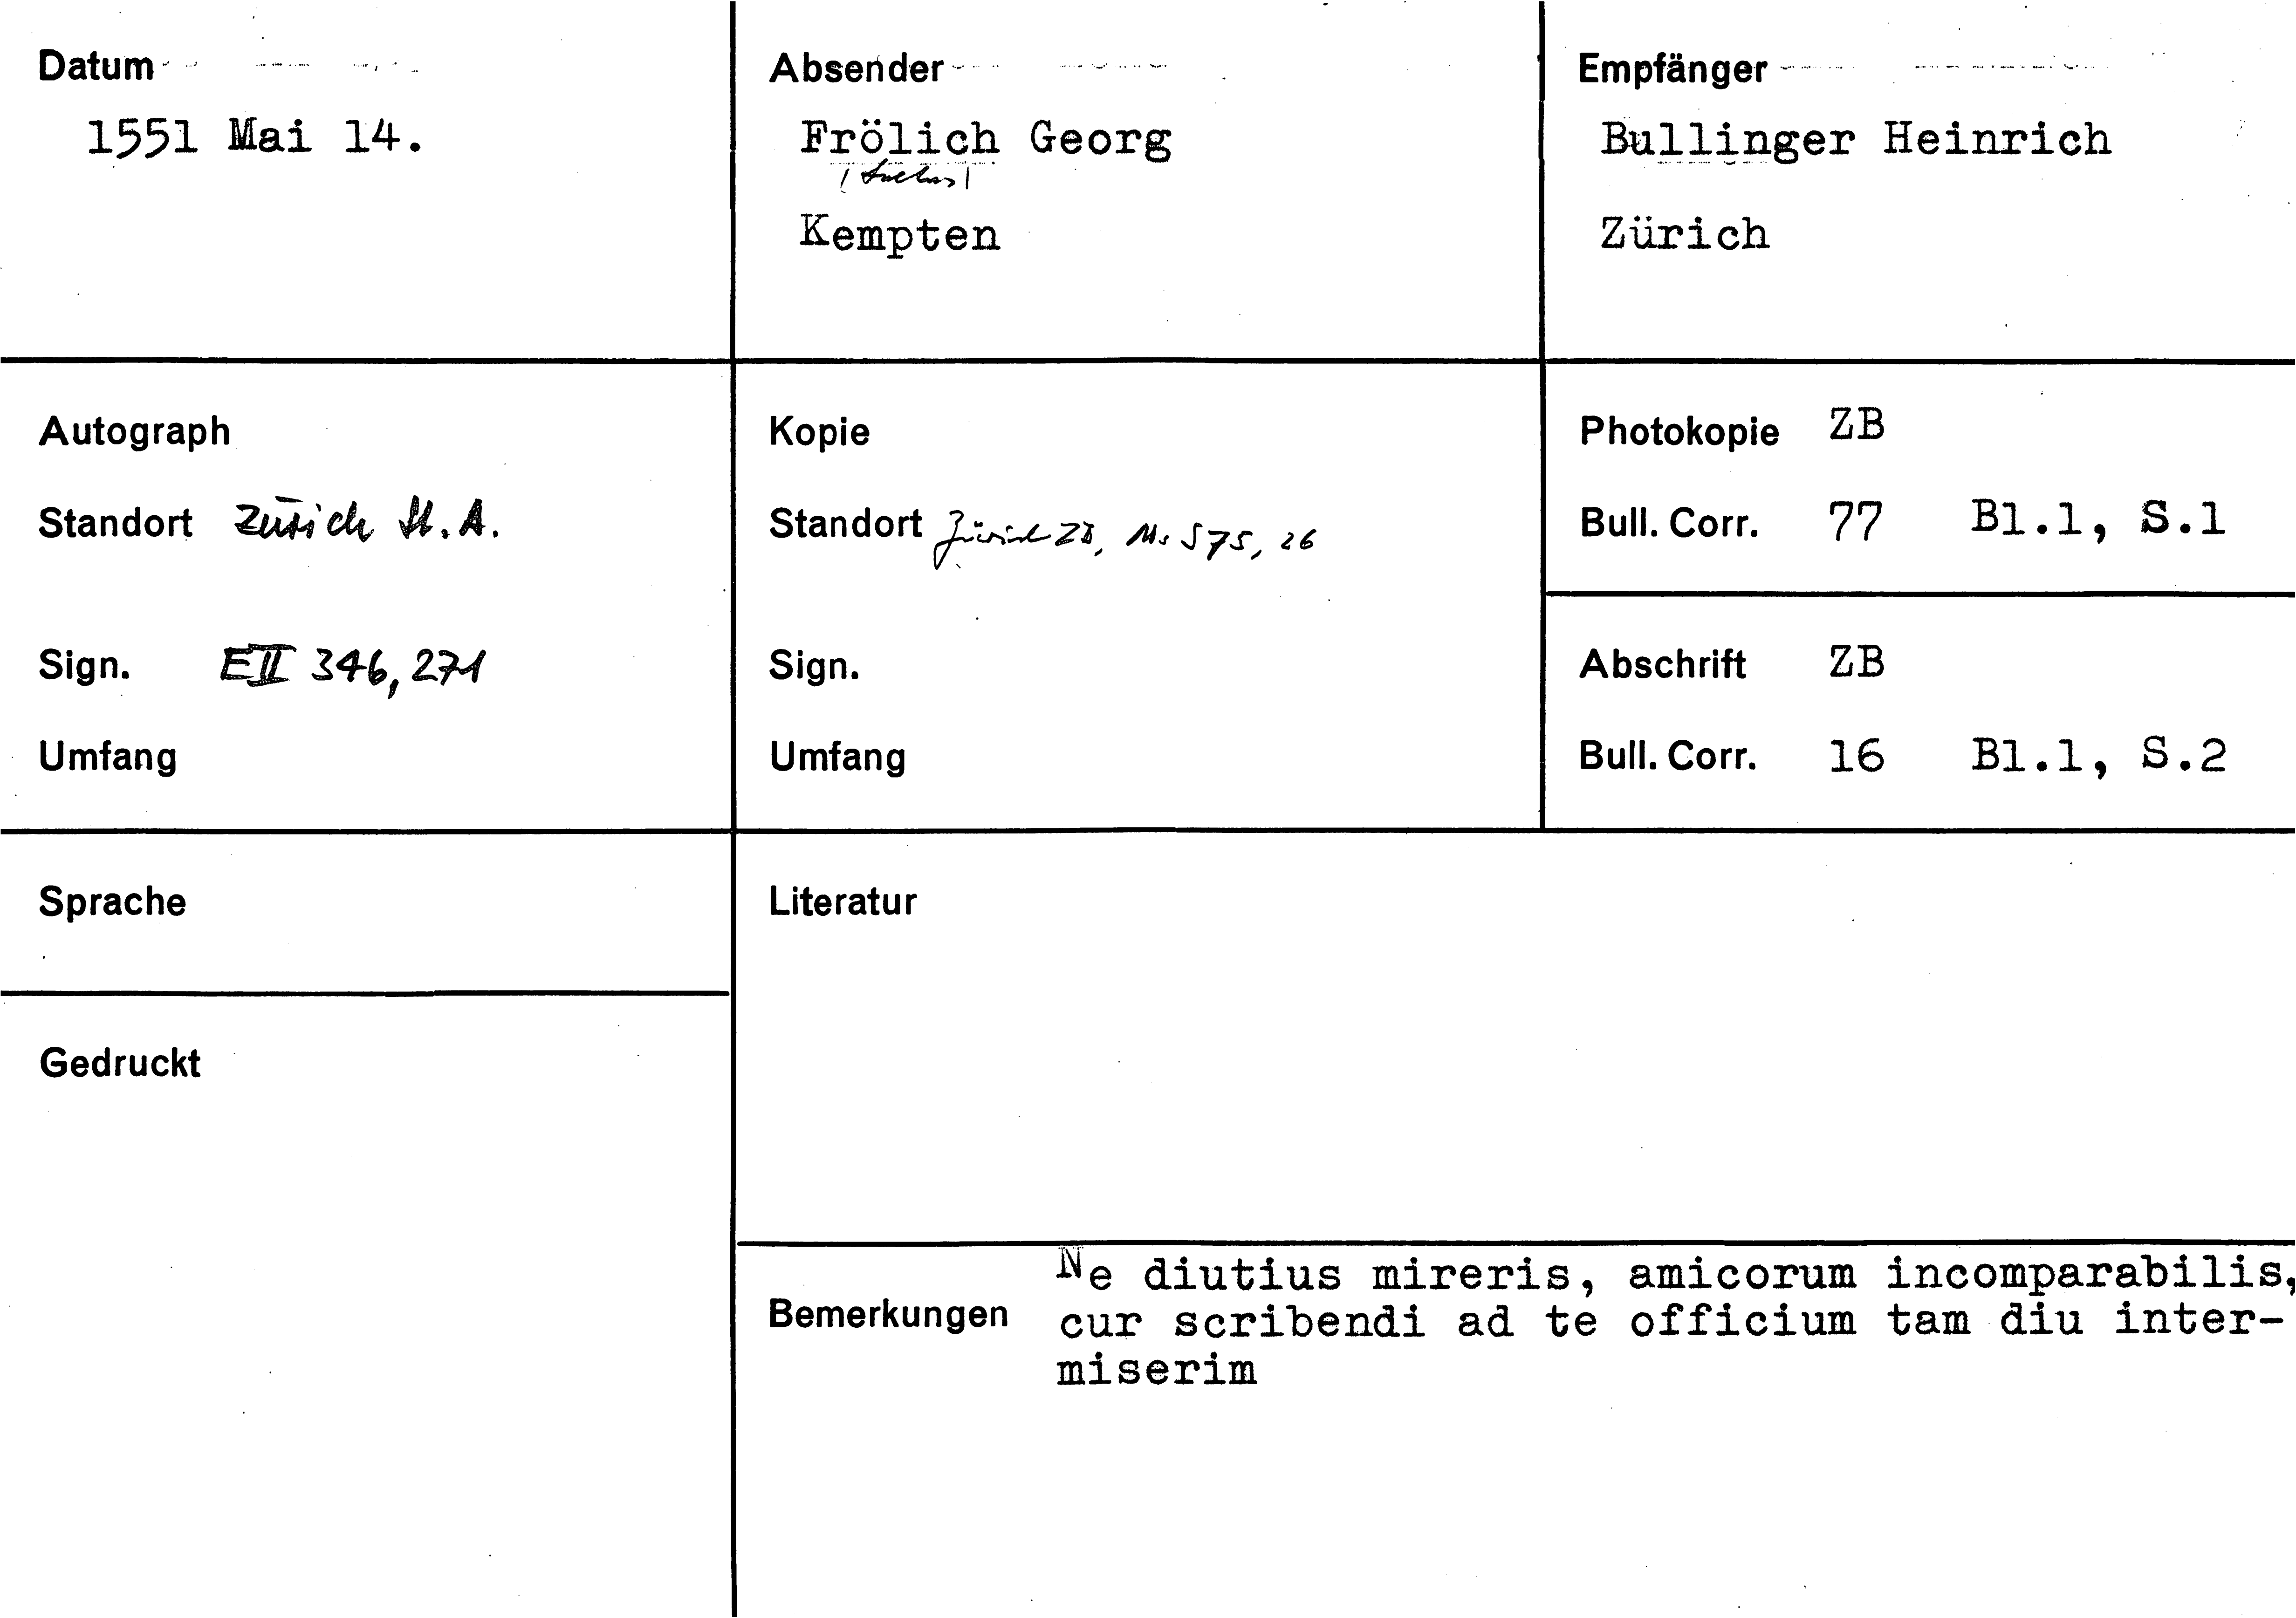 Datum
1551 Mai 14.
Absender
Frölich Georg
Kempten
Empfänger
Bullinger Heinrich
Zürich
Autograph
Standort Zürich St. A.
Sign. E II 346, 271
Umfang
Kopie
Standort Zürich ZB, Ms S 75, 26
Sign.
Umfang
Photokopie ZB
Bull. Corr. 77 Bl.1, S.1
Abschrift ZB
Bull. Corr. 16 Bl.1, S.2
Sprache
Gedruckt
Literatur
Bemerkungen
Ne diutius mireris, amicorum incomparabilis,
cur scribendi ad te officium tam diu inter-
miserim